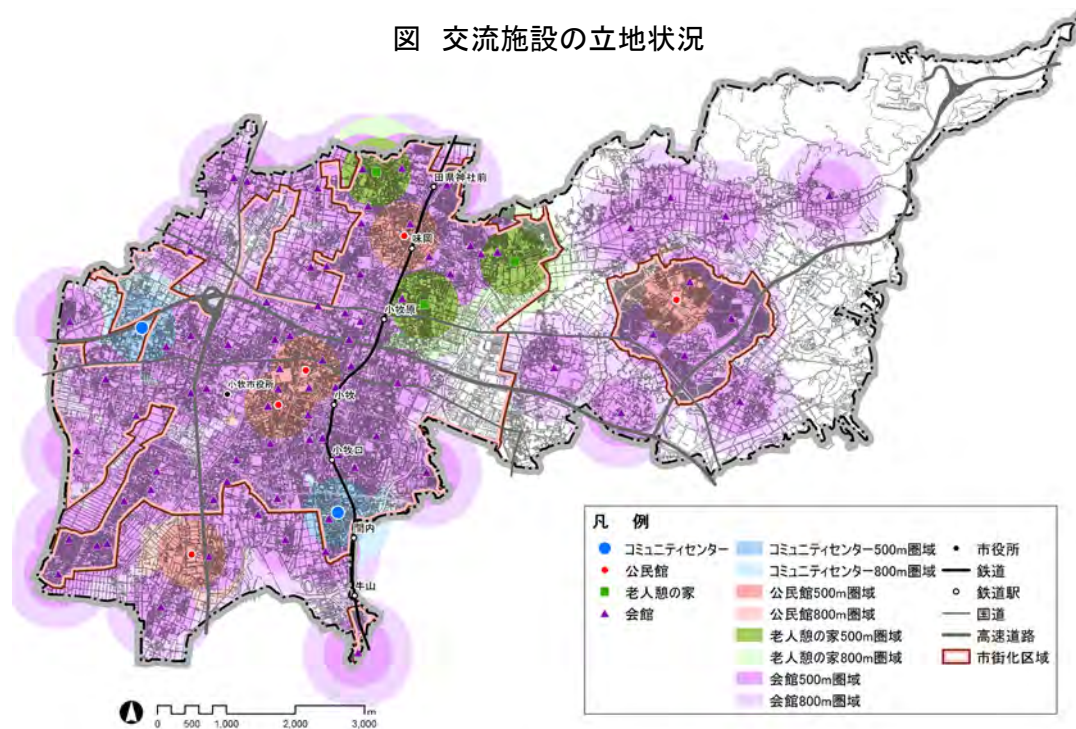 図 交流施設の立地状況
田県神社前
味岡
小牧原
小牧市役所
小牧
小牧口
間内
牛山
凡 例
コミュニティセンター
公民館
老人憩の家
会館
コミュニティセンター500m圏域
コミュニティセンター800m圏域
公民館500m圏域
公民館800m圏域
老人憩の家500m圏域
老人憩の家800m圏域
会館500m圏域
会館800m圏域
市役所
鉄道
鉄道駅
国道
高速道路
市街化区域
0 500 1,000 2,000 3,000 m